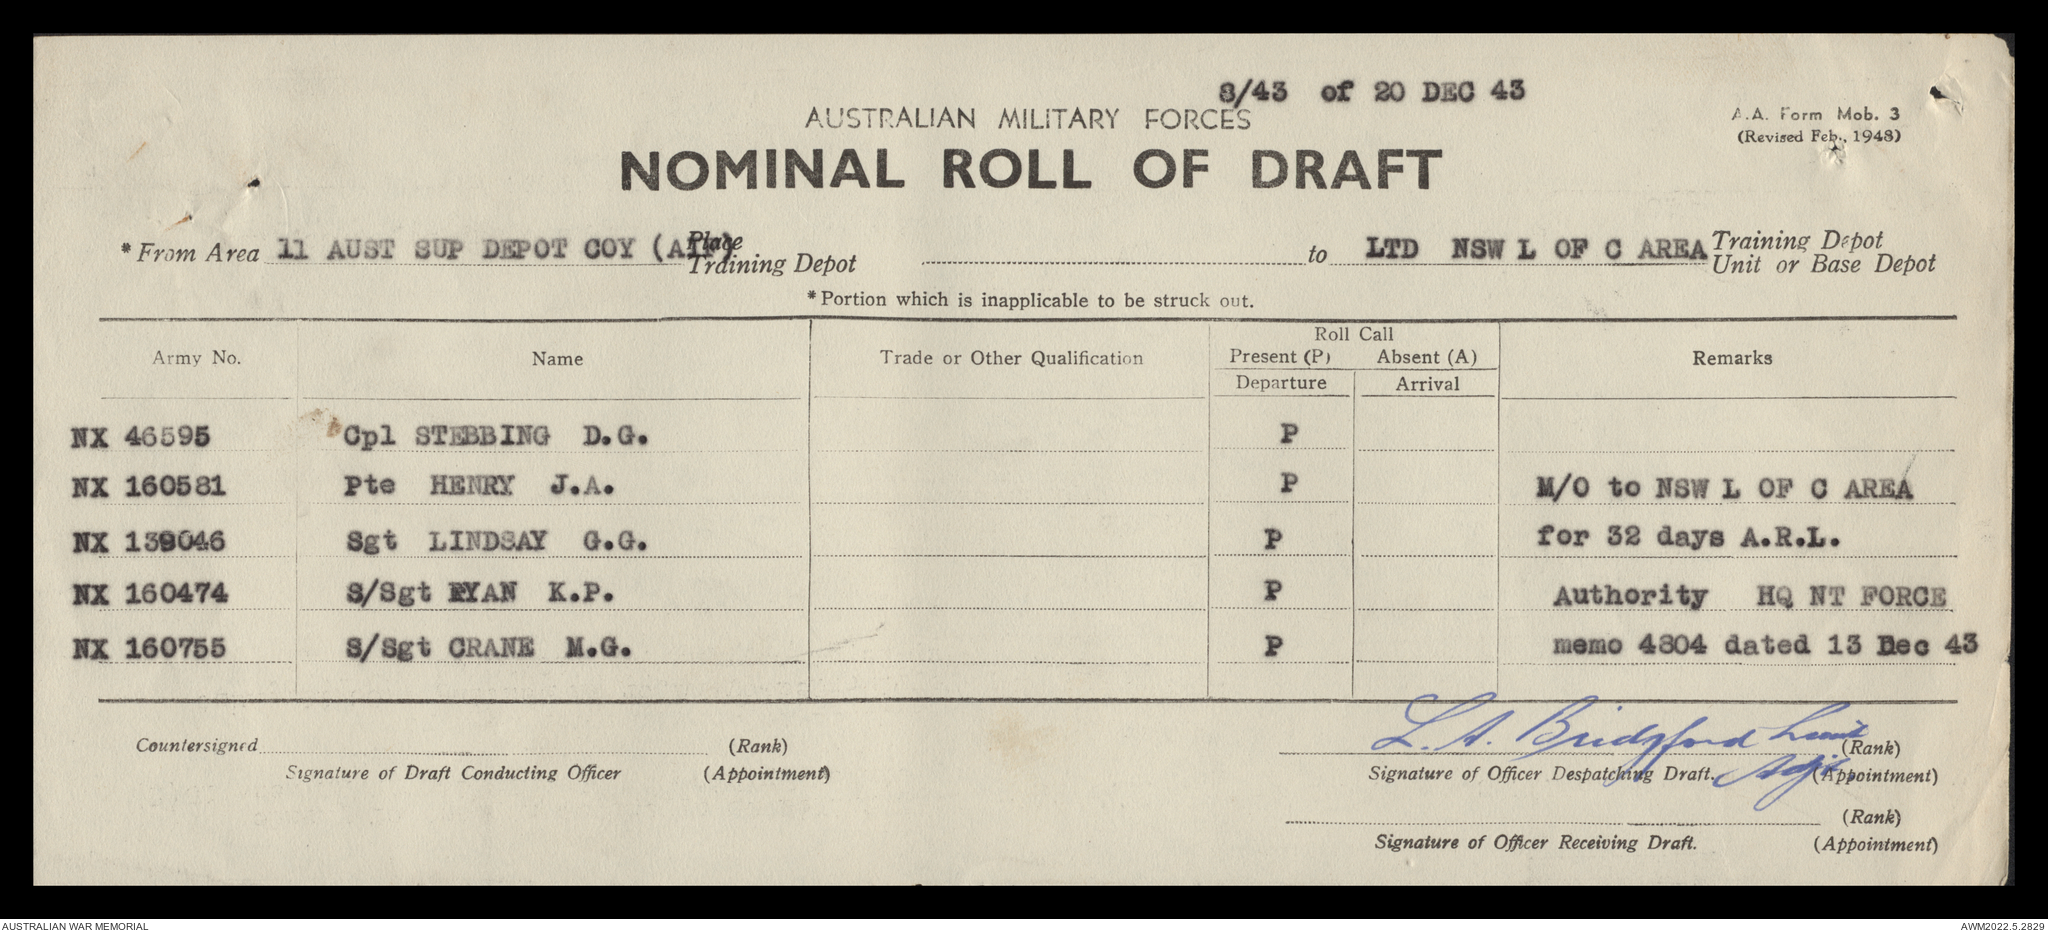 8/43 of 20 DEC 43
AUSTRALIAN MILITARY FORCES
A.A. Form Mob. 3
(Revised Feb., 1943)
NOMINAL ROLL OF DRAFT
*From Area 11 AUST SUP DEPOT COY (AIF) Place Training Depot to LTD NSW L OF C AREA Training Depot Unit or Base Depot
*Portion which is inapplicable to be struck out.
Army No. Name Trade or Other Qualification Roll Call Remarks
Present (P) Absent (A)
Departure Arrival
NX 46595 Cpl STEBBING D.G. P
NX 160581 Pte HENRY J.A. P M/O to NSW L OF C AREA
NX 139046 Sgt LINDSAY G.G. P for 32 days A.R.L.
NX 160474 S/Sgt RYAN K.P. P Authority HQ NT FORCE
NX 160755 S/Sgt CRANE M.G. P memo 4804 dated 13 Dec 43
Countersigned (Rank)
Signature of Draft Conducting Officer (Appointment)
L. A. Bridgford Lieut (Rank)
Signature of Officer Despatching Draft. Adjt. (Appointment)
(Rank)
Signature of Officer Receiving Draft. (Appointment)
AUSTRALIAN WAR MEMORIAL
AWM2022.5.2829